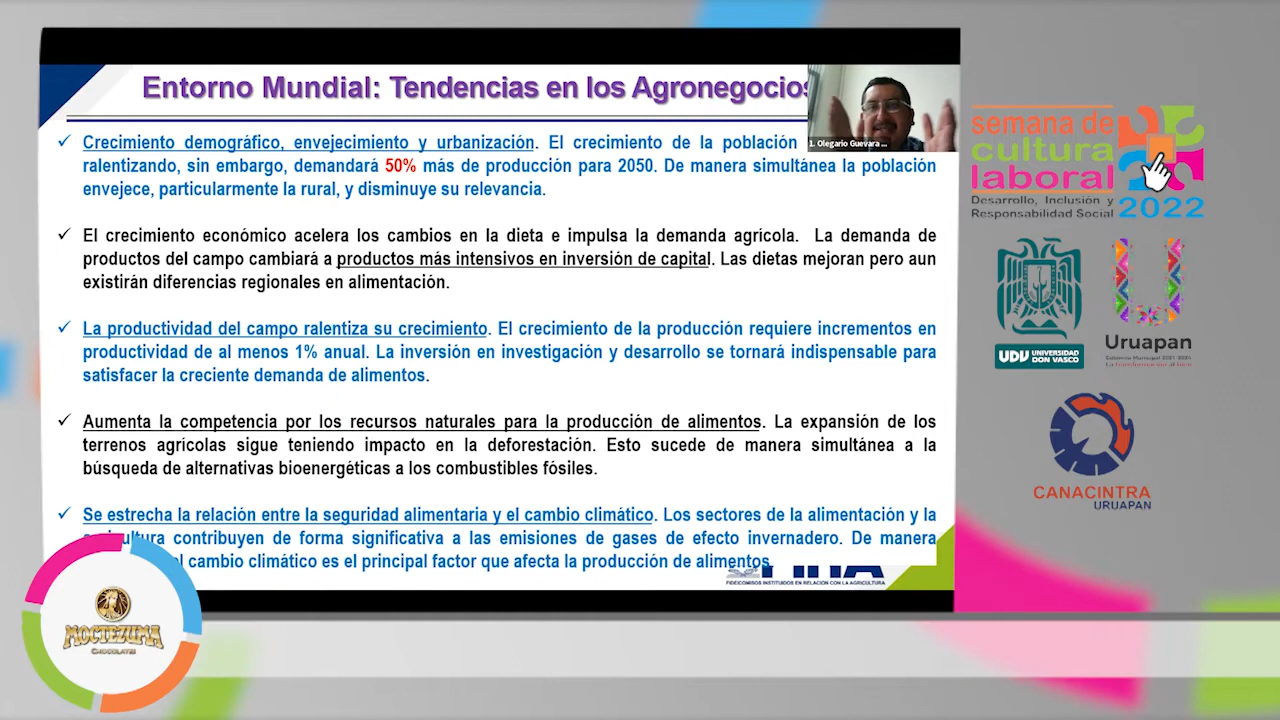 Entorno Mundial: Tendencias en los Agronegocios
✓ Crecimiento demográfico, envejecimiento y urbanización. El crecimiento de la población
ralentizando, sin embargo, demandará 50% más de producción para 2050. De manera simultánea la población
envejece, particularmente la rural, y disminuye su relevancia.
✓ El crecimiento económico acelera los cambios en la dieta e impulsa la demanda agrícola. La demanda de
productos del campo cambiará a productos más intensivos en inversión de capital. Las dietas mejoran pero aun
existirán diferencias regionales en alimentación.
✓ La productividad del campo ralentiza su crecimiento. El crecimiento de la producción requiere incrementos en
productividad de al menos 1% anual. La inversión en investigación y desarrollo se tornará indispensable para
satisfacer la creciente demanda de alimentos.
✓ Aumenta la competencia por los recursos naturales para la producción de alimentos. La expansión de los
terrenos agrícolas sigue teniendo impacto en la deforestación. Esto sucede de manera simultánea a la
búsqueda de alternativas bioenergéticas a los combustibles fósiles.
✓ Se estrecha la relación entre la seguridad alimentaria y el cambio climático. Los sectores de la alimentación y la
contribuyen de forma significativa a las emisiones de gases de efecto invernadero. De manera
cambio climático es el principal factor que afecta la producción de alimentos.
FIDEICOMISOS INSTITUIDOS EN RELACIÓN CON LA AGRICULTURA
1. Olegario Guevara ...
semana de
cultura
laboral
Desarrollo, Inclusión y
Responsabilidad Social
2022
UDV UNIVERSIDAD
DON VASCO
Uruapan
Gobierno Municipal 2021-2024
CANACINTRA
URUAPAN
MOCTEZUMA
CHOCOLATES